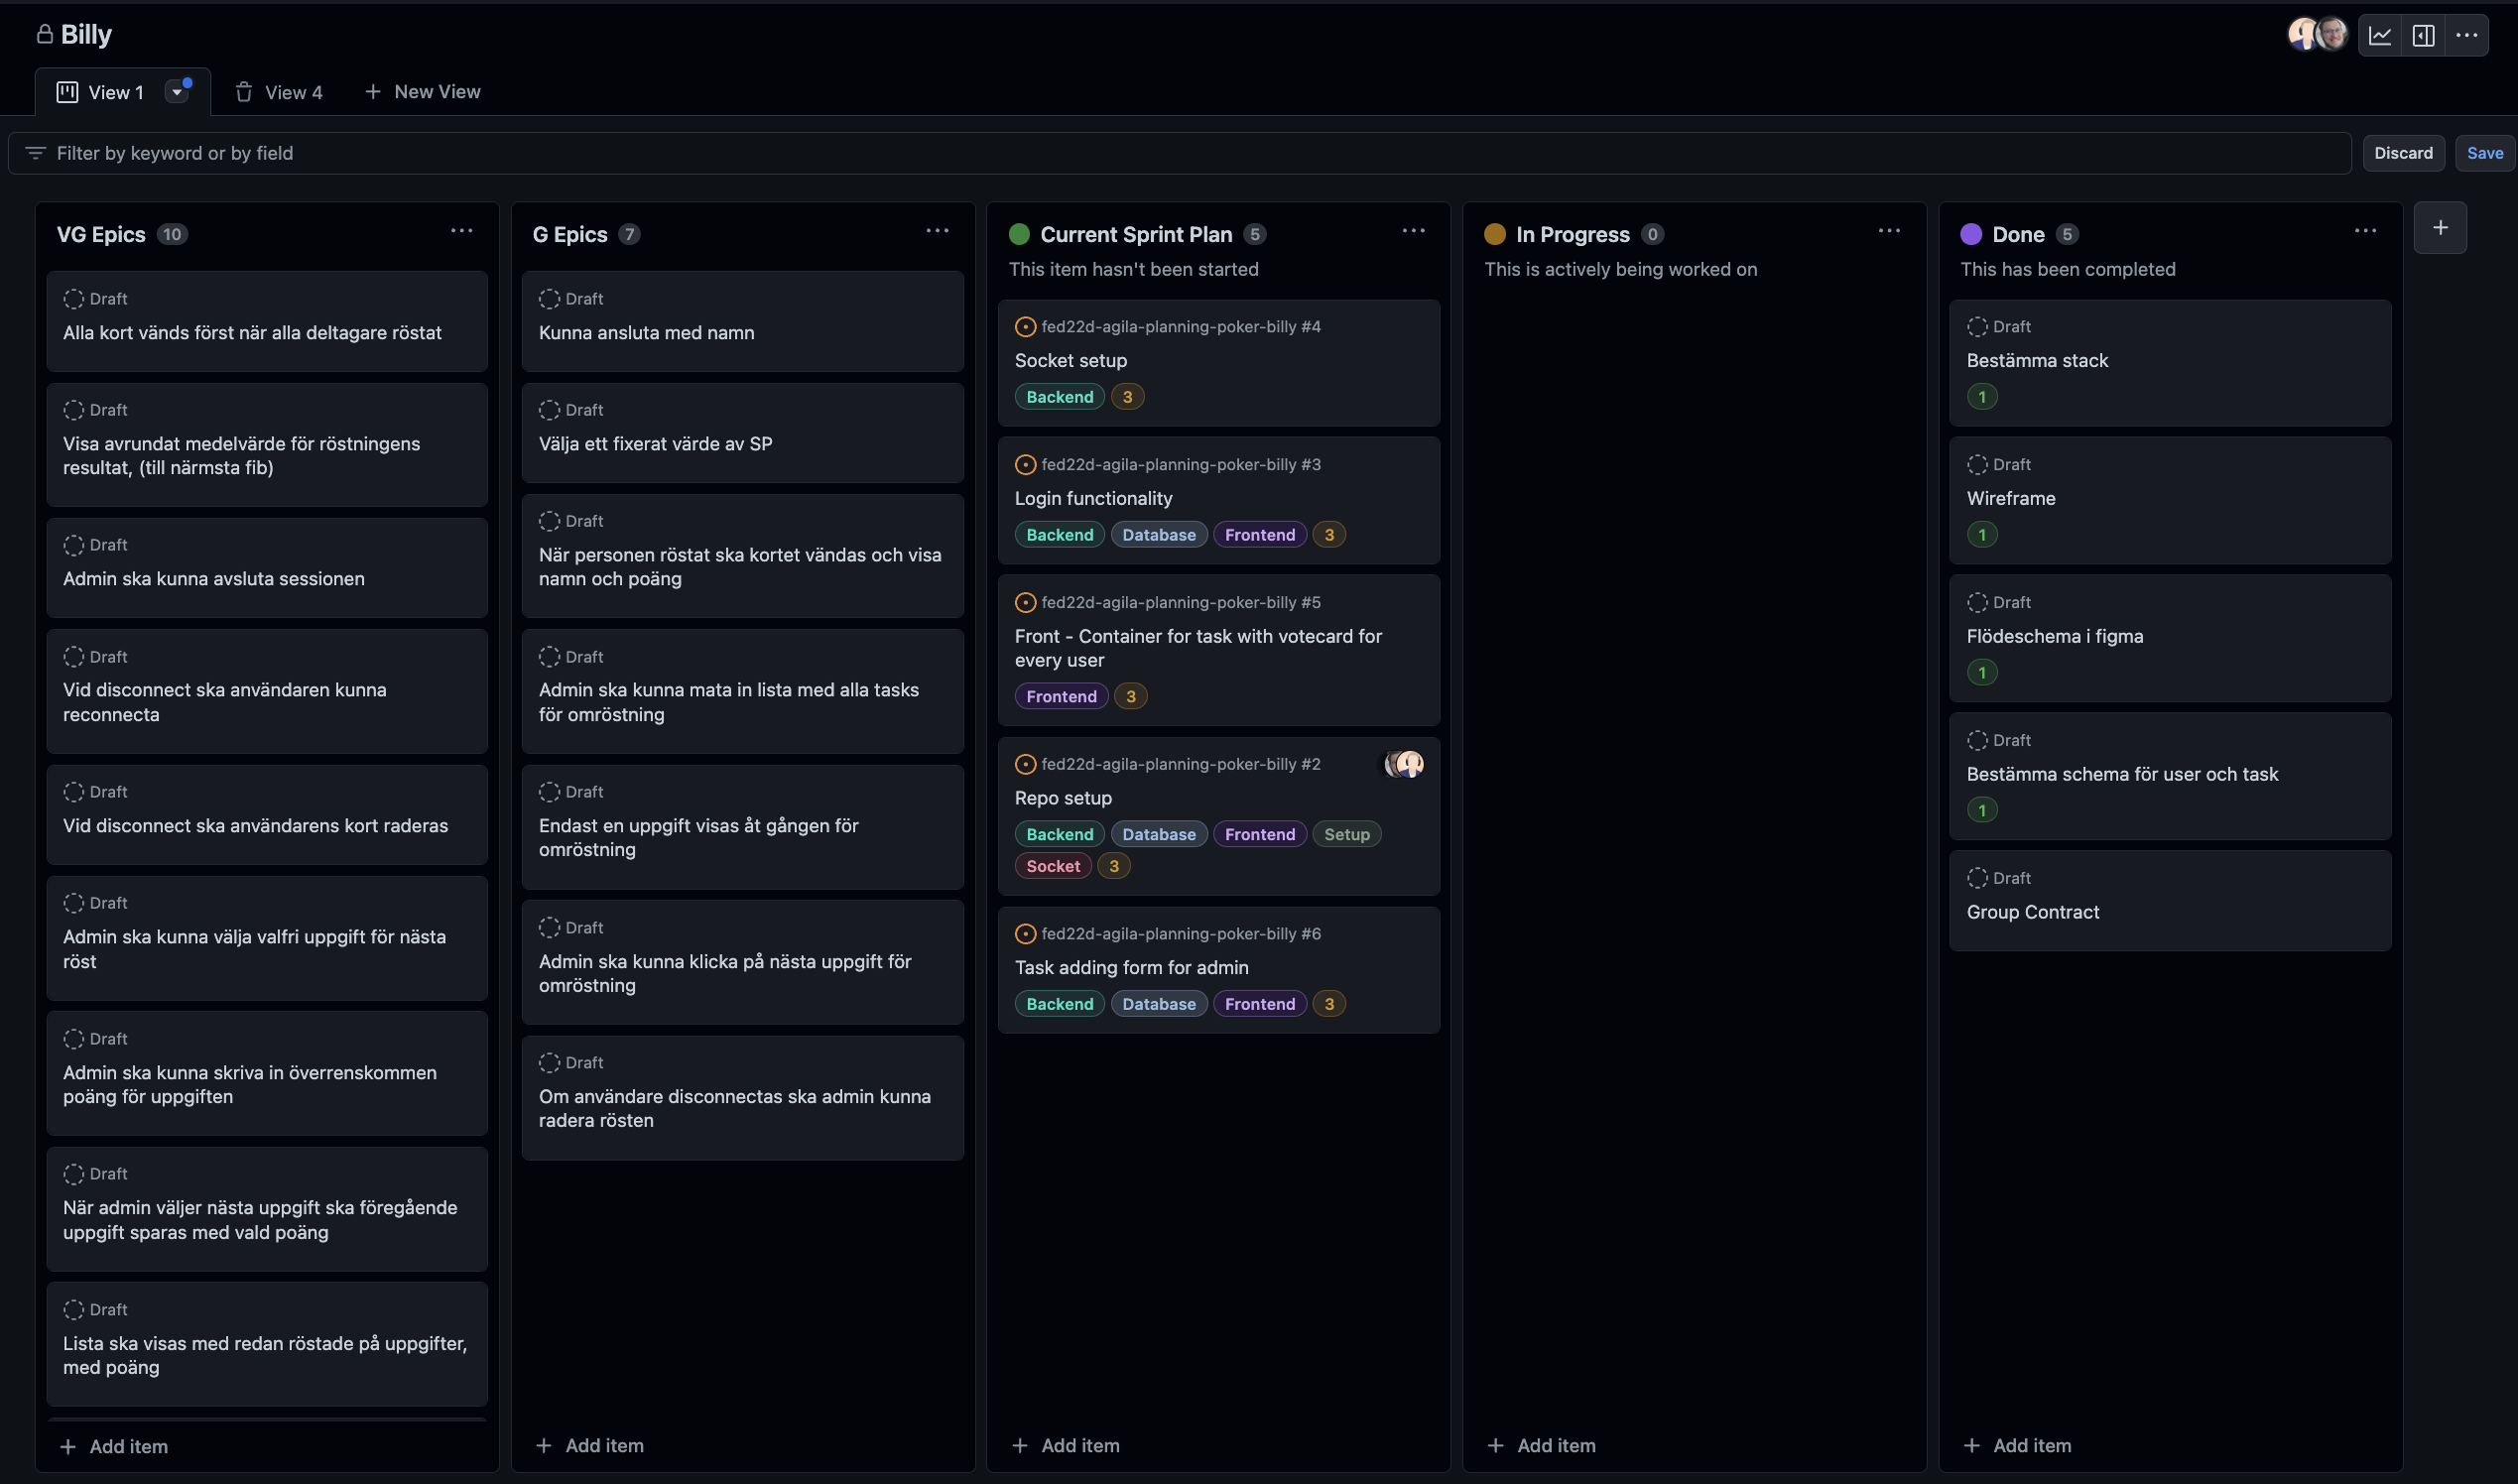 Billy
View 1
View 4
New View
Filter by keyword or by field
Discard
Save
VG Epics 10
Draft
Alla kort vänds först när alla deltagare röstat
Draft
Visa avrundat medelvärde för röstningens
resultat, (till närmsta fib)
Draft
Admin ska kunna avsluta sessionen
Draft
Vid disconnect ska användaren kunna
reconnecta
Draft
Vid disconnect ska användarens kort raderas
Draft
Admin ska kunna välja valfri uppgift för nästa
röst
Draft
Admin ska kunna skriva in överrenskommen
poäng för uppgiften
Draft
När admin väljer nästa uppgift ska föregående
uppgift sparas med vald poäng
Draft
Lista ska visas med redan röstade på uppgifter,
med poäng
Add item
G Epics 7
Draft
Kunna ansluta med namn
Draft
Välja ett fixerat värde av SP
Draft
När personen röstat ska kortet vändas och visa
namn och poäng
Draft
Admin ska kunna mata in lista med alla tasks
för omröstning
Draft
Endast en uppgift visas åt gången för
omröstning
Draft
Admin ska kunna klicka på nästa uppgift för
omröstning
Draft
Om användare disconnectas ska admin kunna
radera rösten
Add item
Current Sprint Plan 5
This item hasn't been started
fed22d-agila-planning-poker-billy #4
Socket setup
Backend 3
fed22d-agila-planning-poker-billy #3
Login functionality
Backend Database Frontend 3
fed22d-agila-planning-poker-billy #5
Front - Container for task with votecard for
every user
Frontend 3
fed22d-agila-planning-poker-billy #2
Repo setup
Backend Database Frontend Setup
Socket 3
fed22d-agila-planning-poker-billy #6
Task adding form for admin
Backend Database Frontend 3
Add item
In Progress 0
This is actively being worked on
Add item
Done 5
This has been completed
Draft
Bestämma stack
1
Draft
Wireframe
1
Draft
Flödeschema i figma
1
Draft
Bestämma schema för user och task
1
Draft
Group Contract
Add item